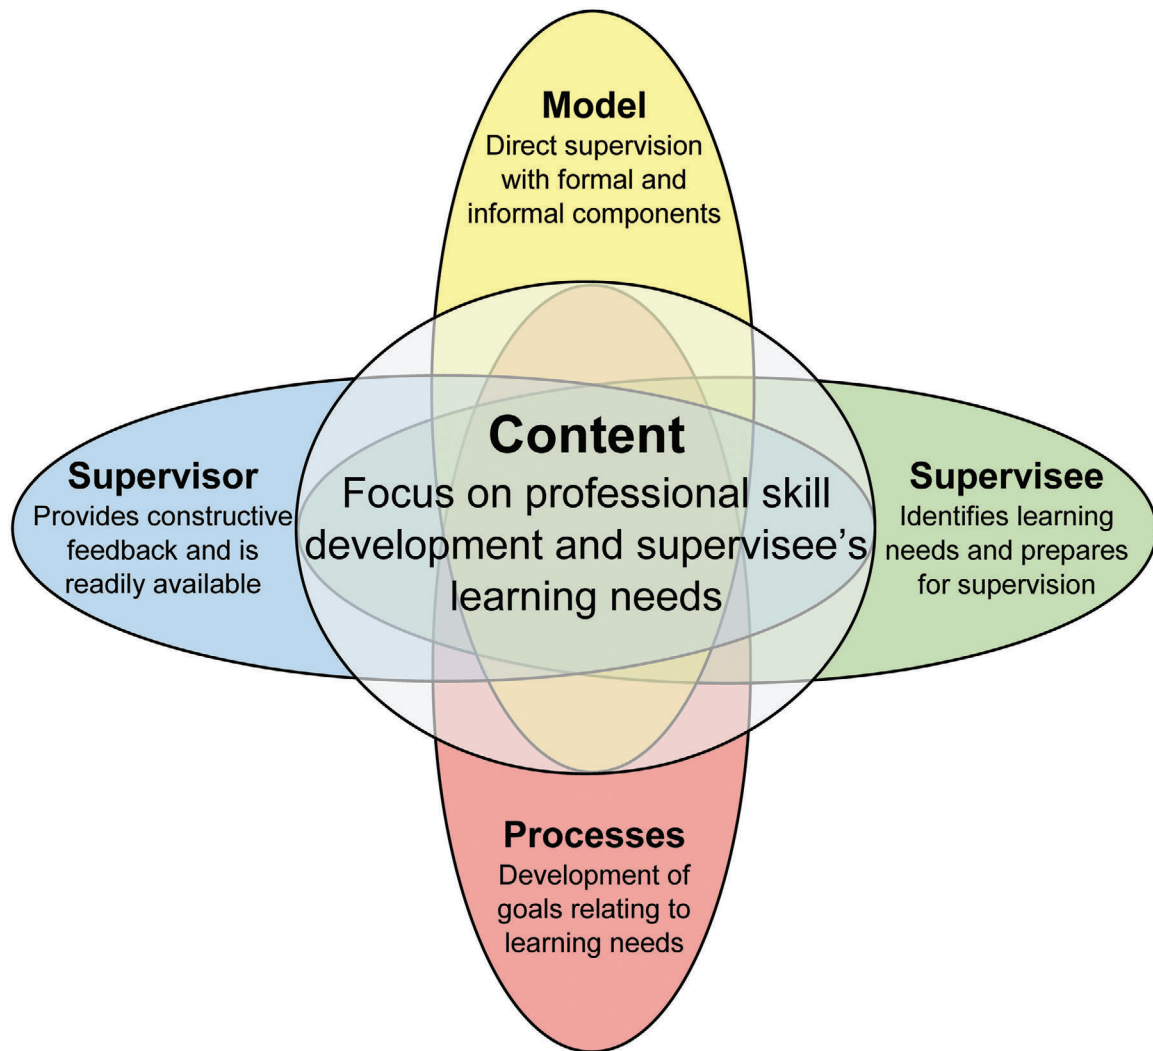 Model
Direct supervision
with formal and
informal components
Content
Focus on professional skill
development and supervisee’s
learning needs
Supervisor
Provides constructive
feedback and is
readily available
Supervisee
Identifies learning
needs and prepares
for supervision
Processes
Development of
goals relating to
learning needs